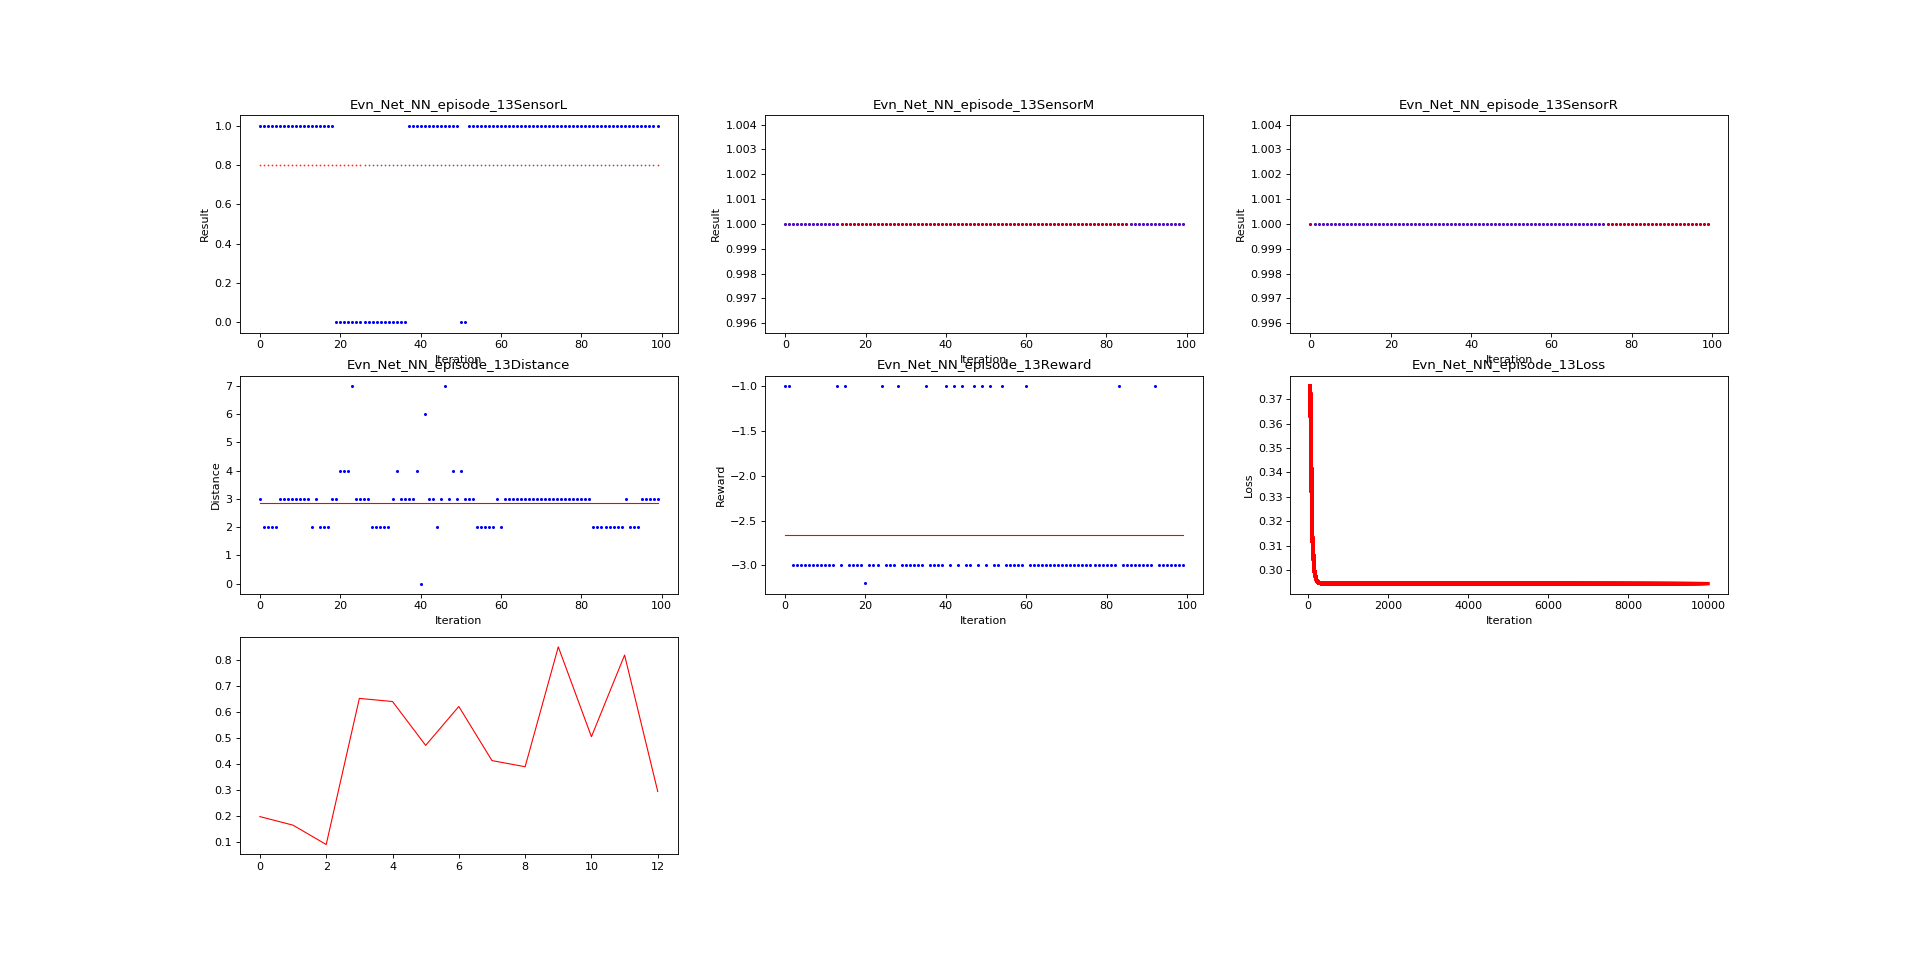 Evn_Net_NN_episode_13SensorL
Evn_Net_NN_episode_13SensorM
Evn_Net_NN_episode_13SensorR
1.0
0.8
0.6
0.4
0.2
0.0
Result
0 20 40 60 80 100
Iteration
1.004
1.003
1.002
1.001
1.000
0.999
0.998
0.997
0.996
Result
0 20 40 60 80 100
Iteration
1.004
1.003
1.002
1.001
1.000
0.999
0.998
0.997
0.996
Result
0 20 40 60 80 100
Iteration
Evn_Net_NN_episode_13Distance
Evn_Net_NN_episode_13Reward
Evn_Net_NN_episode_13Loss
7
6
5
4
3
2
1
0
Distance
0 20 40 60 80 100
Iteration
−1.0
−1.5
−2.0
−2.5
−3.0
Reward
0 20 40 60 80 100
Iteration
0.37
0.36
0.35
0.34
0.33
0.32
0.31
0.30
Loss
0 2000 4000 6000 8000 10000
Iteration
0.8
0.7
0.6
0.5
0.4
0.3
0.2
0.1
0 2 4 6 8 10 12